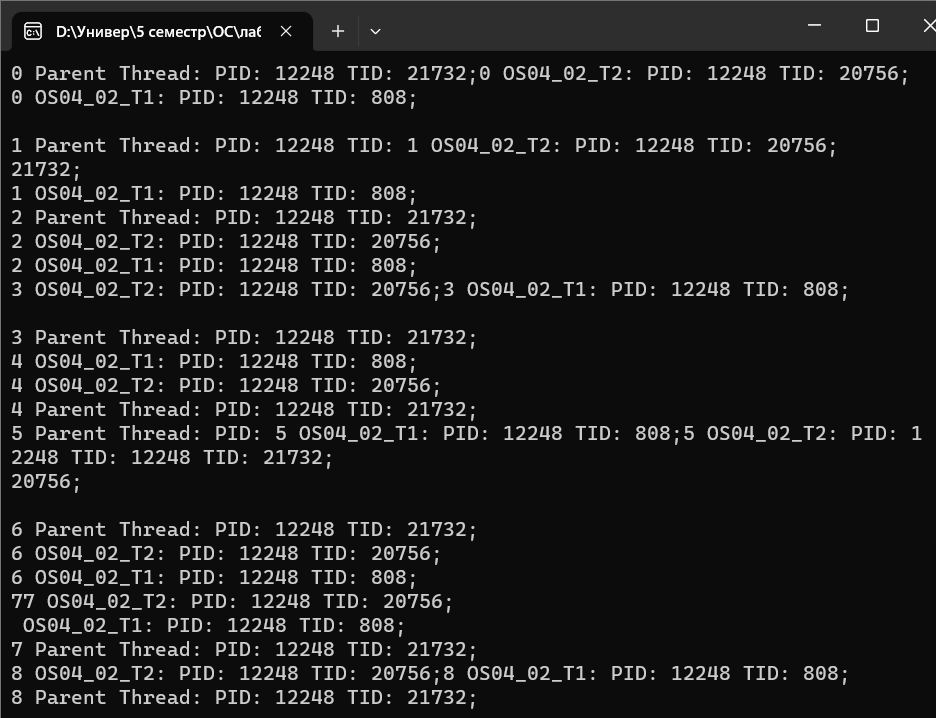 D:\Универ\5 семестр\ОС\лаб
0 Parent Thread: PID: 12248 TID: 21732;0 OS04_02_T2: PID: 12248 TID: 20756;
0 OS04_02_T1: PID: 12248 TID: 808;
1 Parent Thread: PID: 12248 TID: 1 OS04_02_T2: PID: 12248 TID: 20756;
21732;
1 OS04_02_T1: PID: 12248 TID: 808;
2 Parent Thread: PID: 12248 TID: 21732;
2 OS04_02_T2: PID: 12248 TID: 20756;
2 OS04_02_T1: PID: 12248 TID: 808;
3 OS04_02_T2: PID: 12248 TID: 20756;3 OS04_02_T1: PID: 12248 TID: 808;
3 Parent Thread: PID: 12248 TID: 21732;
4 OS04_02_T1: PID: 12248 TID: 808;
4 OS04_02_T2: PID: 12248 TID: 20756;
4 Parent Thread: PID: 12248 TID: 21732;
5 Parent Thread: PID: 5 OS04_02_T1: PID: 12248 TID: 808;5 OS04_02_T2: PID: 1
2248 TID: 12248 TID: 21732;
20756;
6 Parent Thread: PID: 12248 TID: 21732;
6 OS04_02_T2: PID: 12248 TID: 20756;
6 OS04_02_T1: PID: 12248 TID: 808;
77 OS04_02_T2: PID: 12248 TID: 20756;
OS04_02_T1: PID: 12248 TID: 808;
7 Parent Thread: PID: 12248 TID: 21732;
8 OS04_02_T2: PID: 12248 TID: 20756;8 OS04_02_T1: PID: 12248 TID: 808;
8 Parent Thread: PID: 12248 TID: 21732;